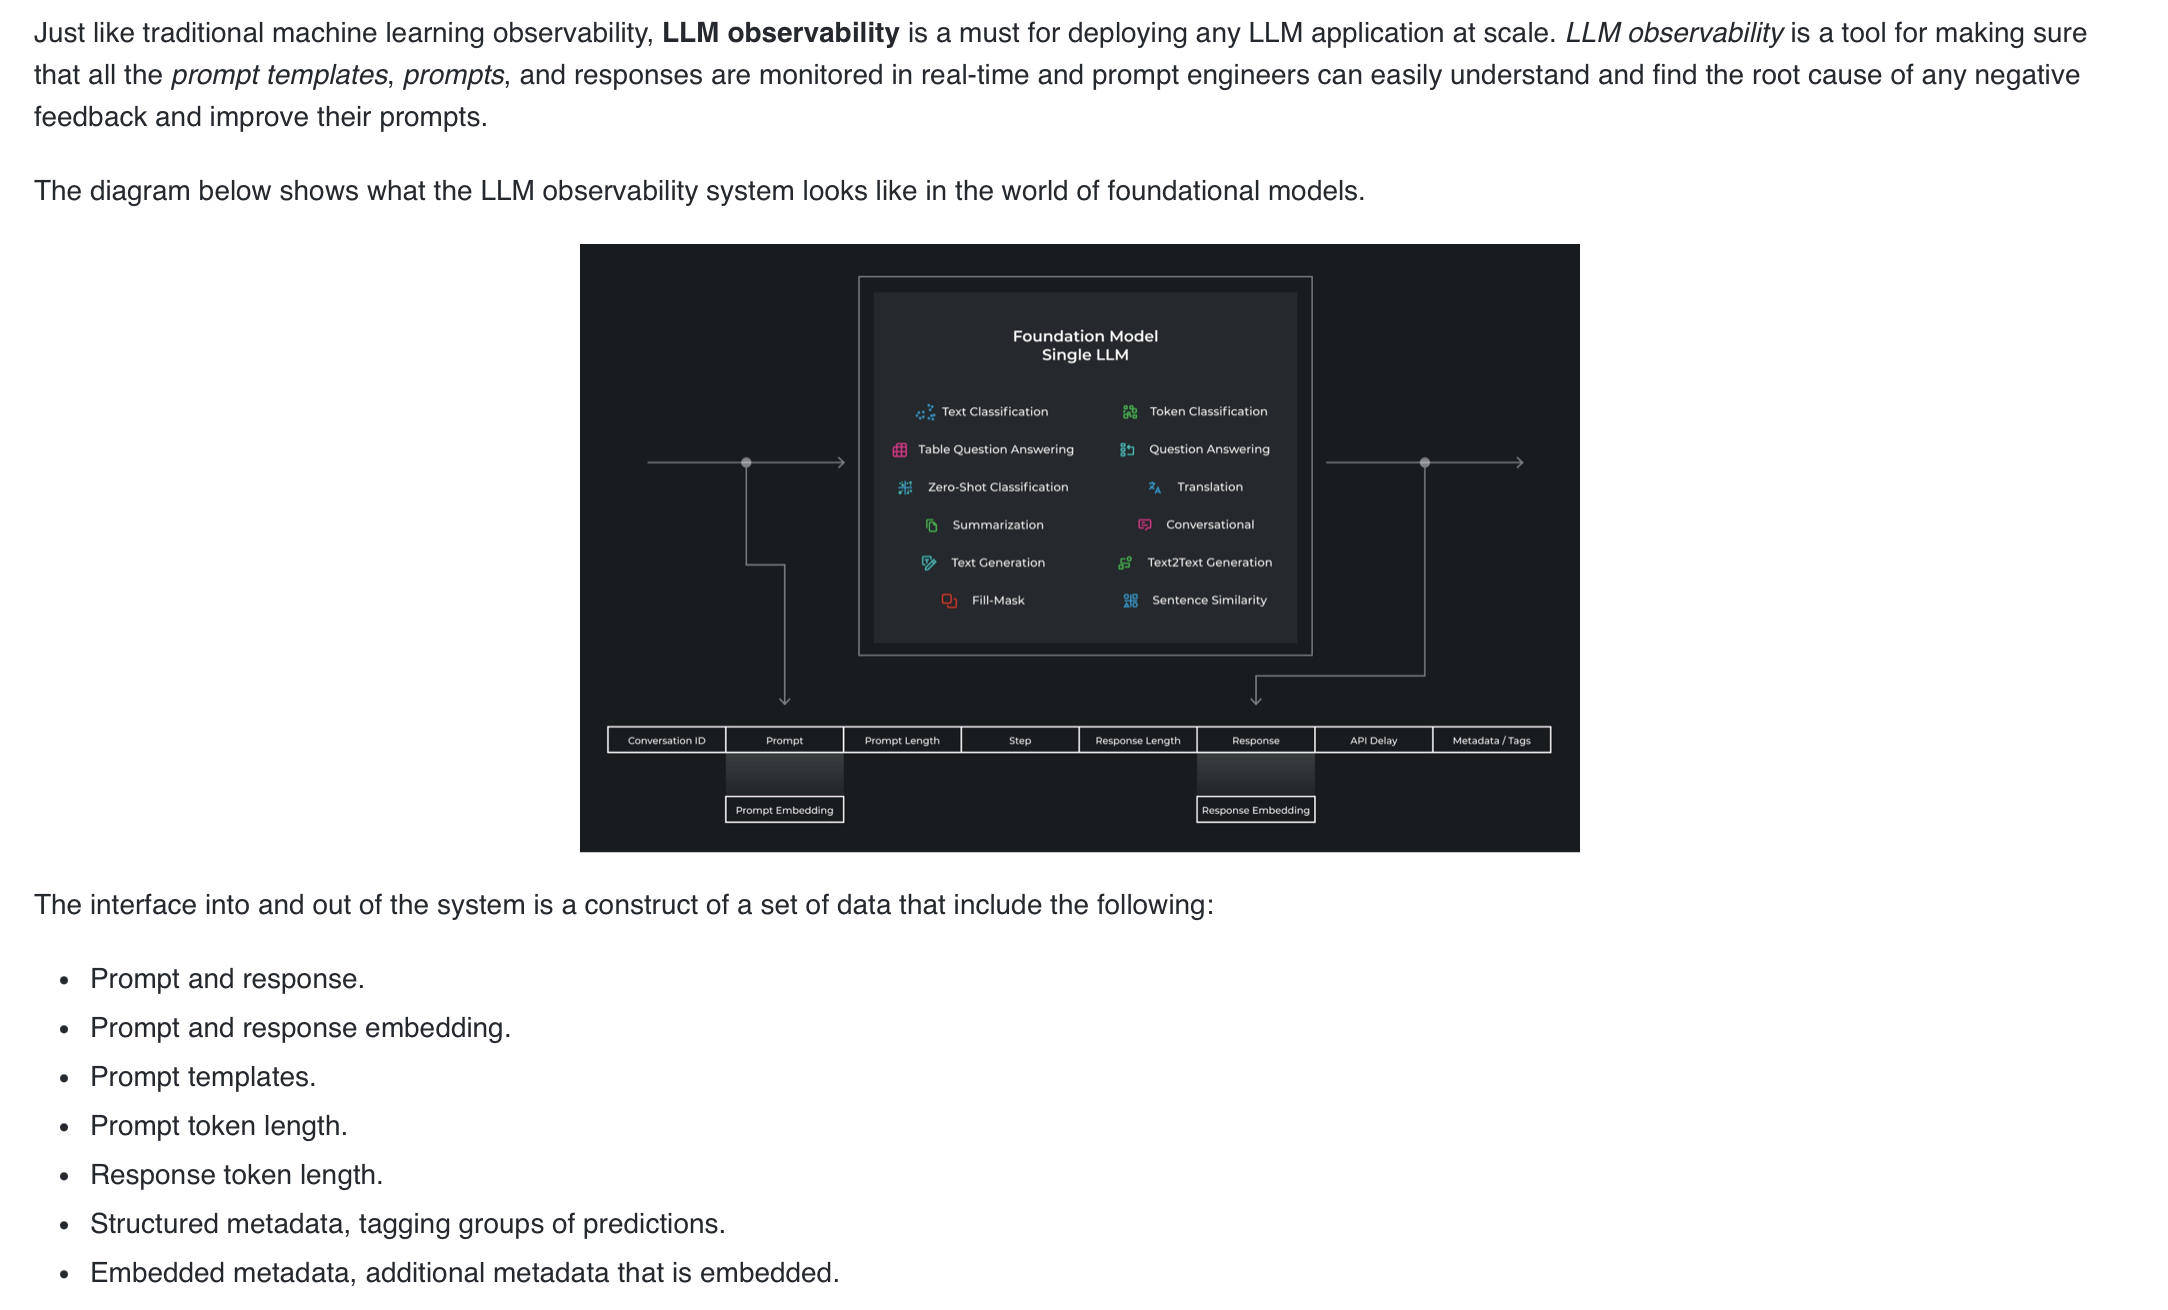 Just like traditional machine learning observability, LLM observability is a must for deploying any LLM application at scale. LLM observability is a tool for making sure
that all the prompt templates, prompts, and responses are monitored in real-time and prompt engineers can easily understand and find the root cause of any negative
feedback and improve their prompts.
The diagram below shows what the LLM observability system looks like in the world of foundational models.
Foundation Model
Single LLM
Text Classification
Token Classification
Table Question Answering
Question Answering
Zero-Shot Classification
Translation
Summarization
Conversational
Text Generation
Text2Text Generation
Fill-Mask
Sentence Similarity
Conversation ID
Prompt
Prompt Length
Step
Response Length
Response
API Delay
Metadata / Tags
Prompt Embedding
Response Embedding
The interface into and out of the system is a construct of a set of data that include the following:
• Prompt and response.
• Prompt and response embedding.
• Prompt templates.
• Prompt token length.
• Response token length.
• Structured metadata, tagging groups of predictions.
• Embedded metadata, additional metadata that is embedded.